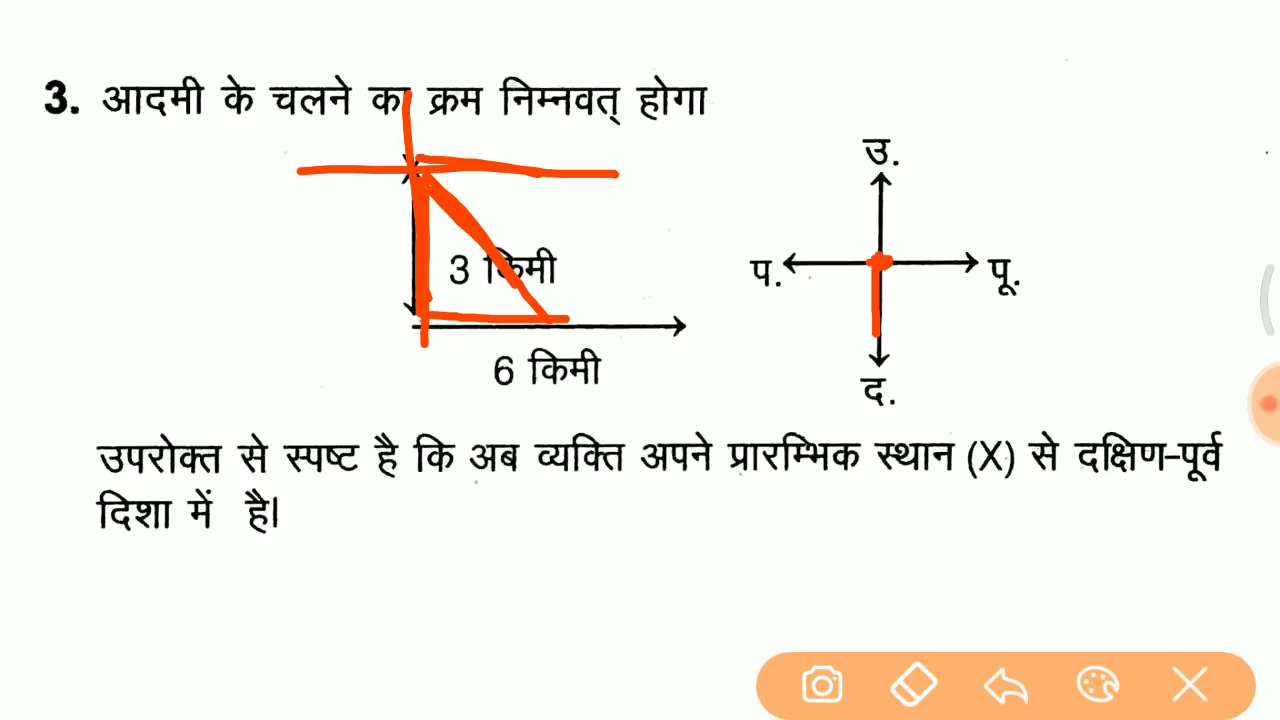 3. आदमी के चलने का क्रम निम्नवत् होगा
उ.
3 किमी
प.
पू.
6 किमी
द.
उपरोक्त से स्पष्ट है कि अब व्यक्ति अपने प्रारम्भिक स्थान (X) से दक्षिण-पूर्व
दिशा में है।